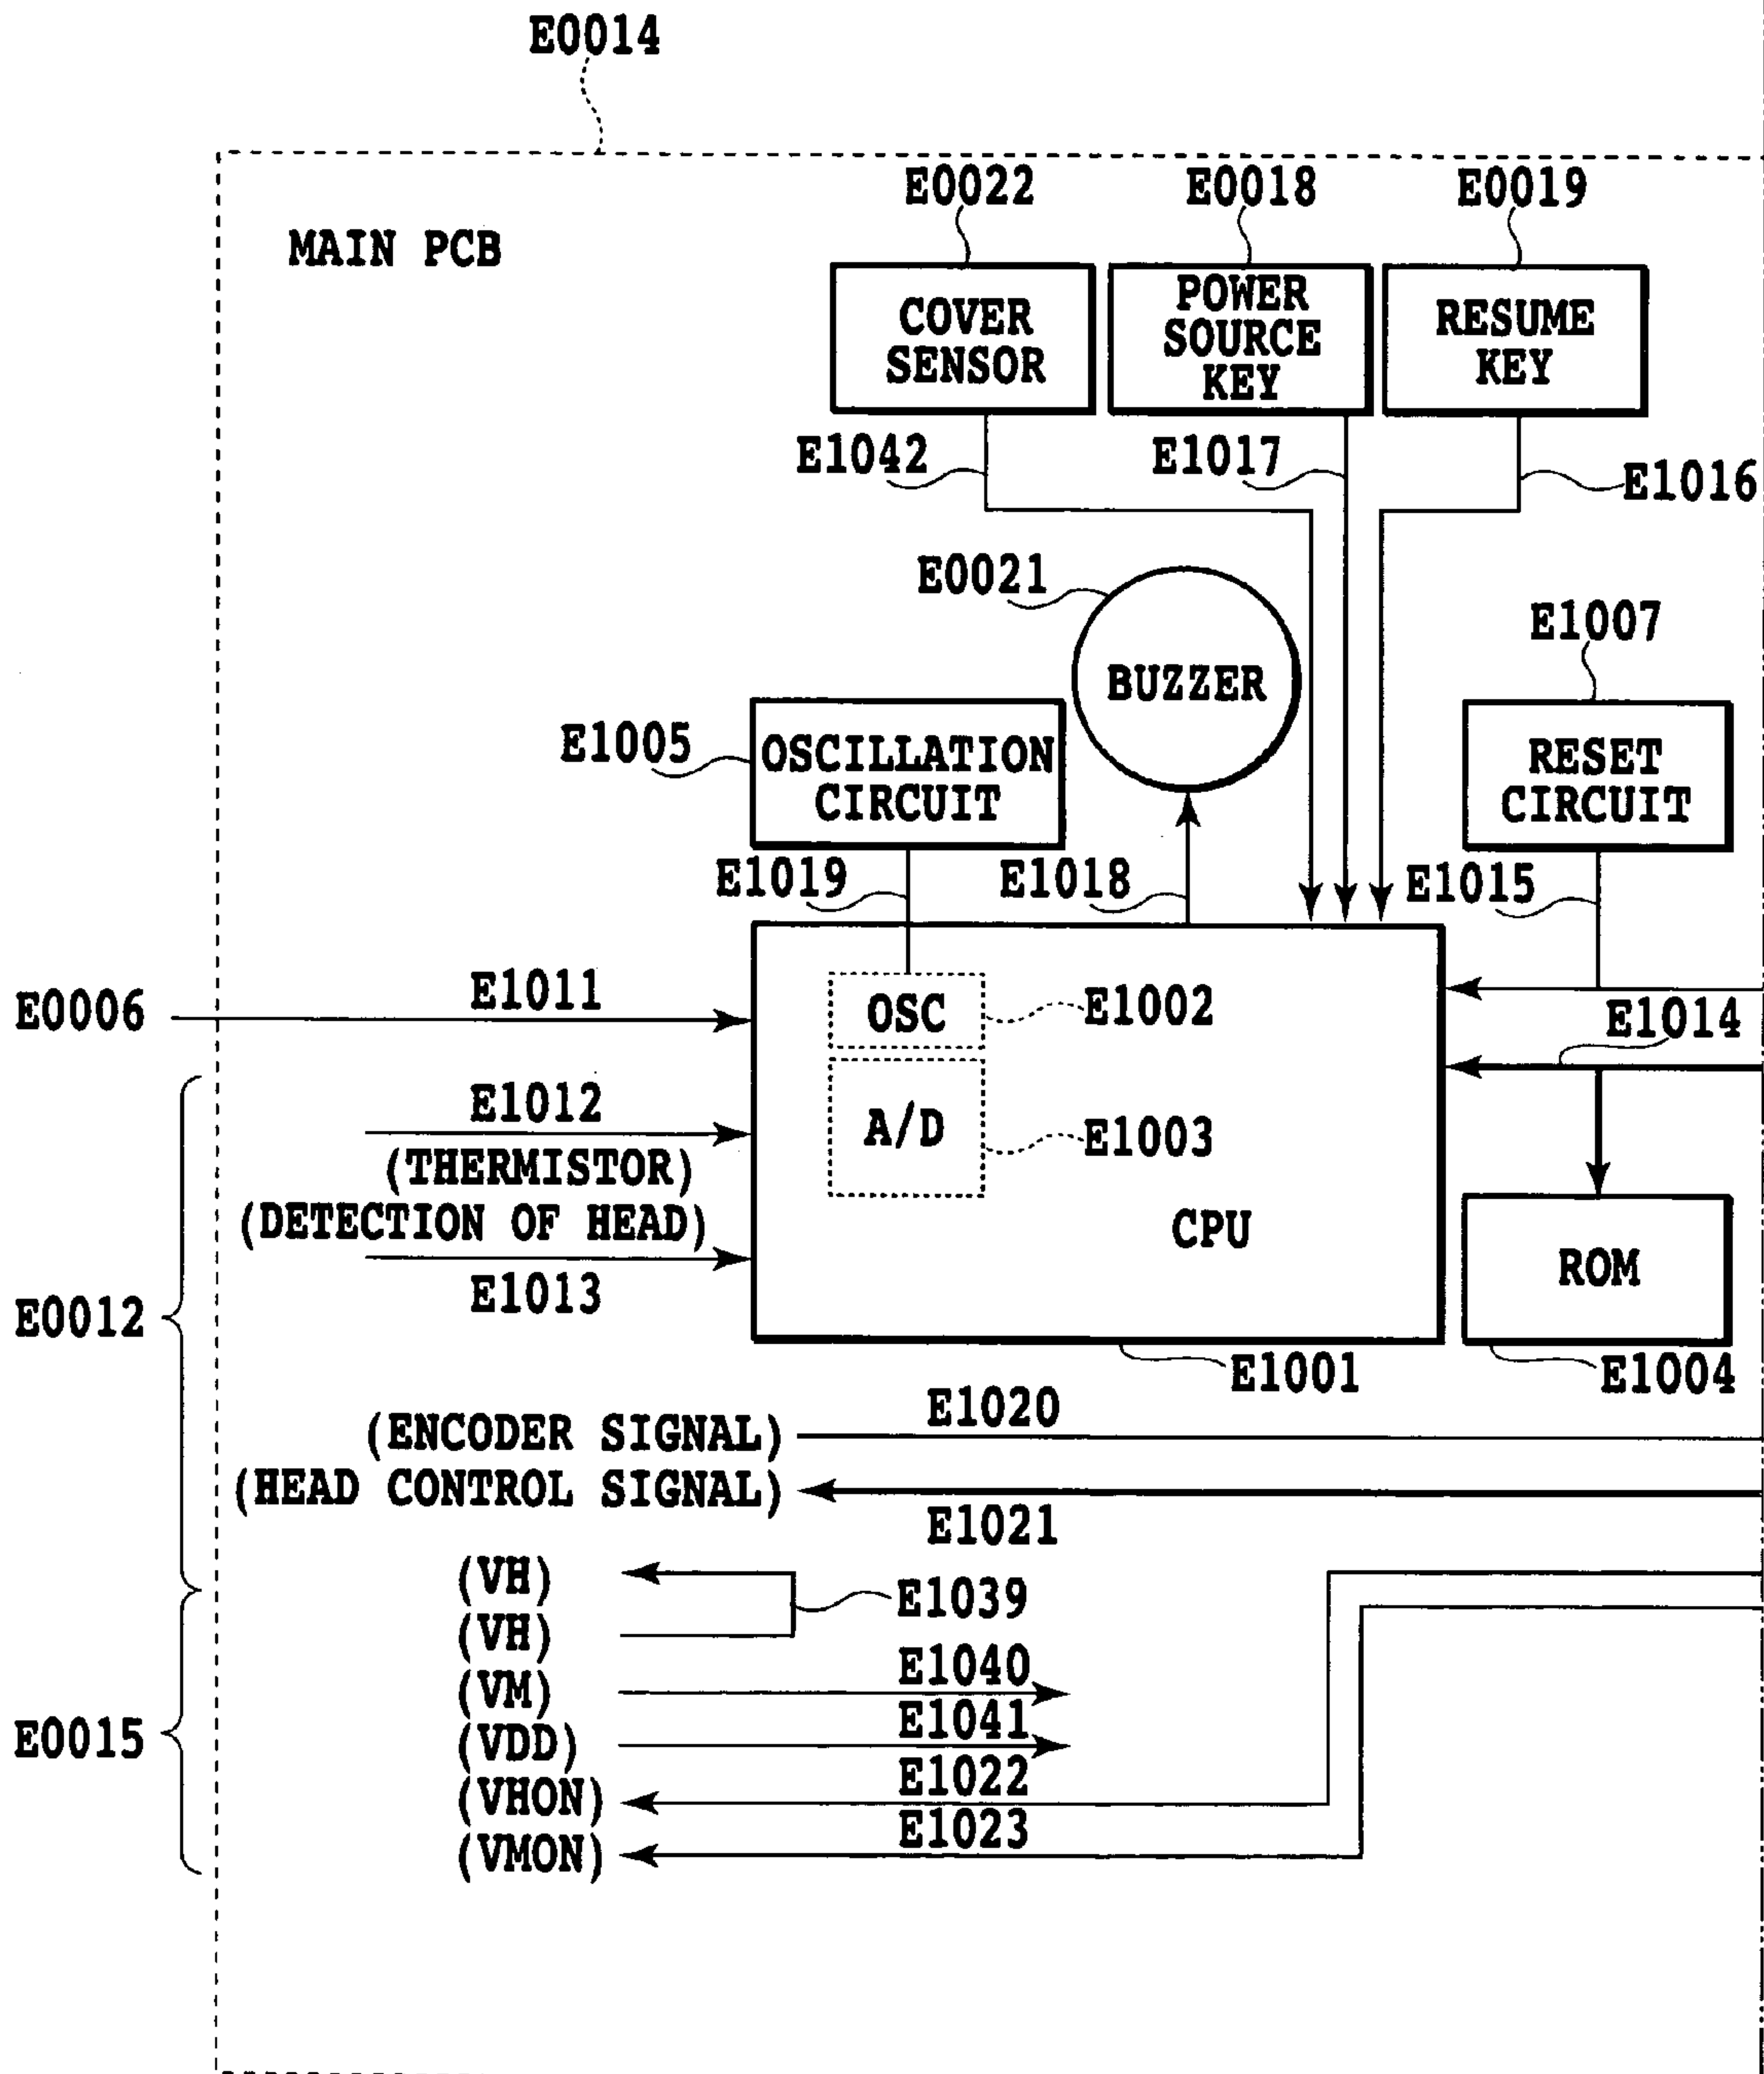 E0014
MAIN PCB
E0022
E0018
E0019
COVER
SENSOR
POWER
SOURCE
KEY
RESUME
KEY
E1042
E1017
E1016
E0021
BUZZER
E1007
E1005
OSCILLATION
CIRCUIT
RESET
CIRCUIT
E1019
E1018
E1015
E0006
E1011
OSC
E1002
E1014
E1012
(THERMISTOR)
A/D
E1003
(DETECTION OF HEAD)
E1013
CPU
ROM
E0012
E1001
E1004
(ENCODER SIGNAL)
E1020
(HEAD CONTROL SIGNAL)
E1021
(VH)
E1039
(VH)
(VM)
E1040
E0015
(VDD)
E1041
(VHON)
E1022
(VMON)
E1023